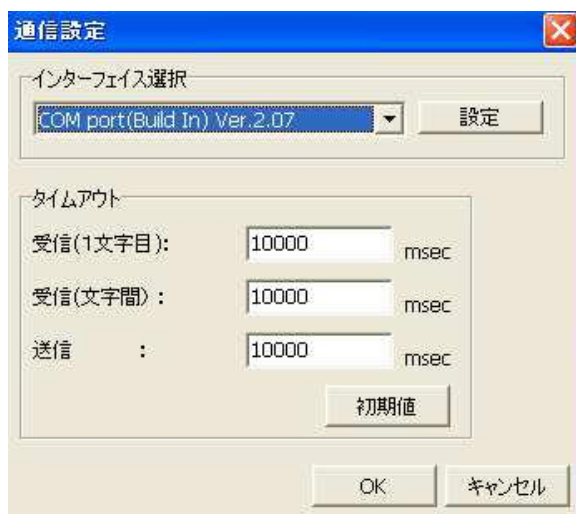 通信設定
インターフェイス選択
COM port(Build In) Ver.2.07
設定
タイムアウト
受信(1文字目): 10000 msec
受信(文字間): 10000 msec
送信 : 10000 msec
初期値
OK キャンセル